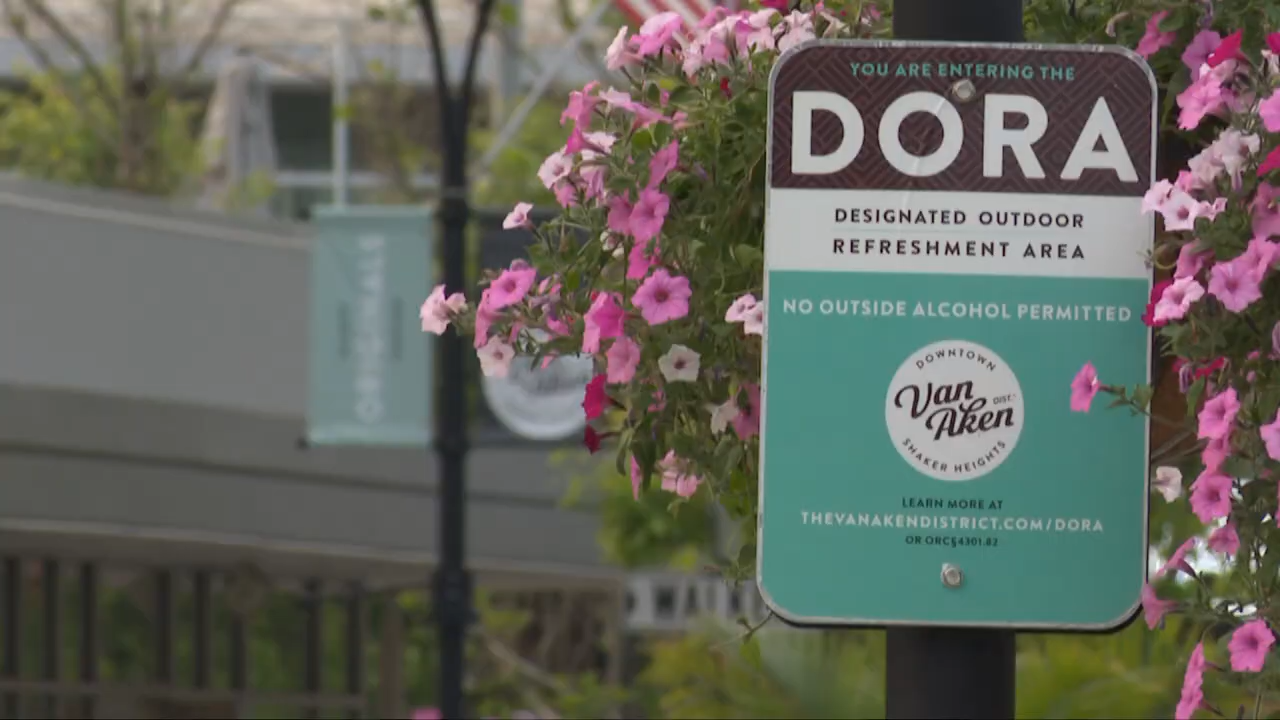 YOU ARE ENTERING THE
DORA
DESIGNATED OUTDOOR
REFRESHMENT AREA
NO OUTSIDE ALCOHOL PERMITTED
DOWNTOWN
Van
Aken
DIST.
SHAKER HEIGHTS
LEARN MORE AT
THEVANAKENDISTRICT.COM/DORA
OR ORC§4301.82
ORIGINALS